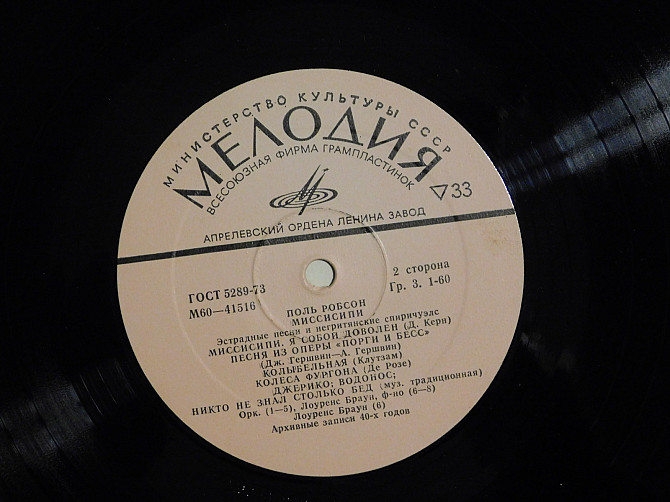 МИНИСТЕРСТВО КУЛЬТУРЫ СССР
МЕЛОДИЯ
ВСЕСОЮЗНАЯ ФИРМА ГРАМПЛАСТИНОК
▽33
АПРЕЛЕВСКИЙ ОРДЕНА ЛЕНИНА ЗАВОД
ГОСТ 5289-73
М60—41516
2 сторона
Гр. 3. 1-60
ПОЛЬ РОБСОН
МИССИСИПИ
Эстрадные песни и негритянские спиричуэлс
МИССИСИПИ. Я СОБОЙ ДОВОЛЕН (Д. Керн)
ПЕСНЯ ИЗ ОПЕРЫ «ПОРГИ И БЕСС»
(Дж. Гершвин—А. Гершвин)
КОЛЫБЕЛЬНАЯ (Клутзам)
КОЛЕСА ФУРГОНА (Де Розе)
ДЖЕРИКО; ВОДОНОС;
НИКТО НЕ ЗНАЛ СТОЛЬКО БЕД (муз. традиционная)
Орк. (1—5), Лоуренс Браун, ф-но (6—8)
Лоуренс Браун (6)
Архивные записи 40-х годов